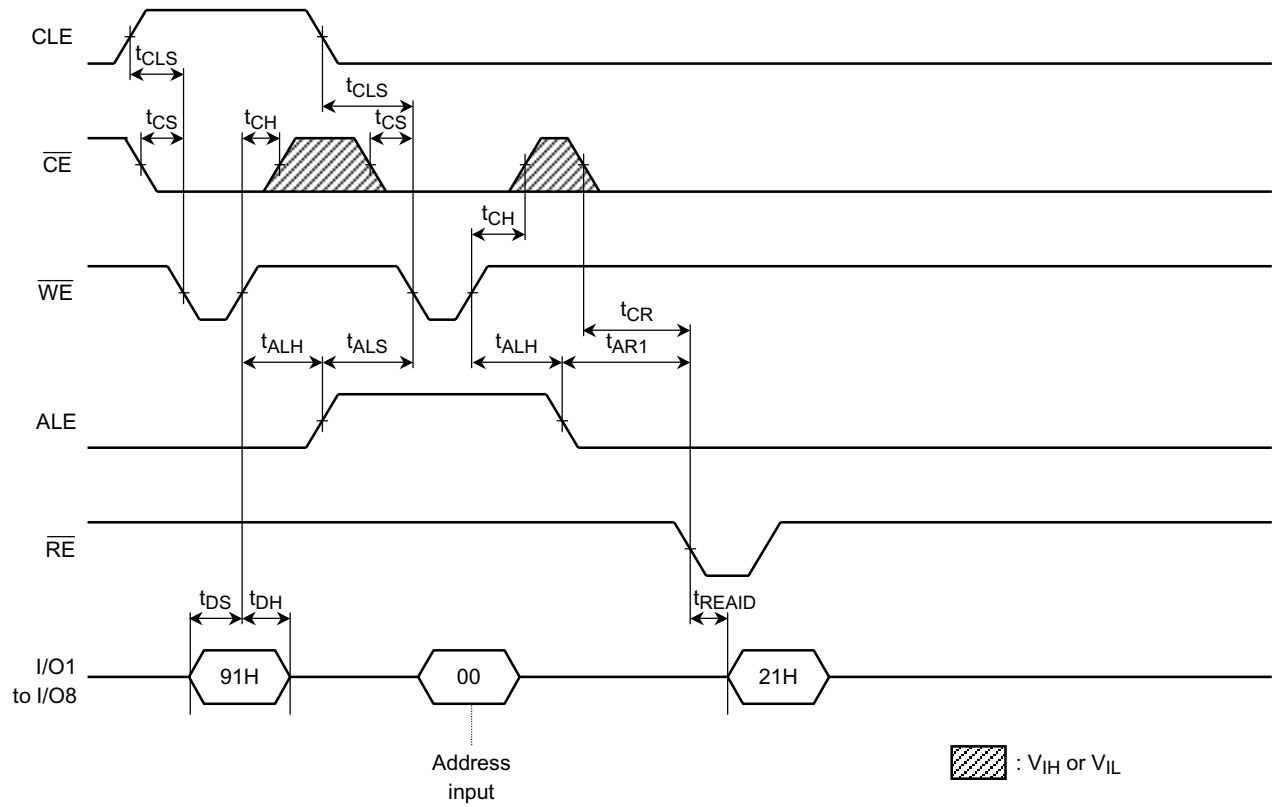 CLE
tCLS
tCLS
tCS
tCH
tCS
CE
tCH
WE
tCR
tALH
tALS
tALH
tAR1
ALE
RE
tDS
tDH
tREAID
I/O1
to I/O8
91H
00
21H
Address
input
: VIH or VIL